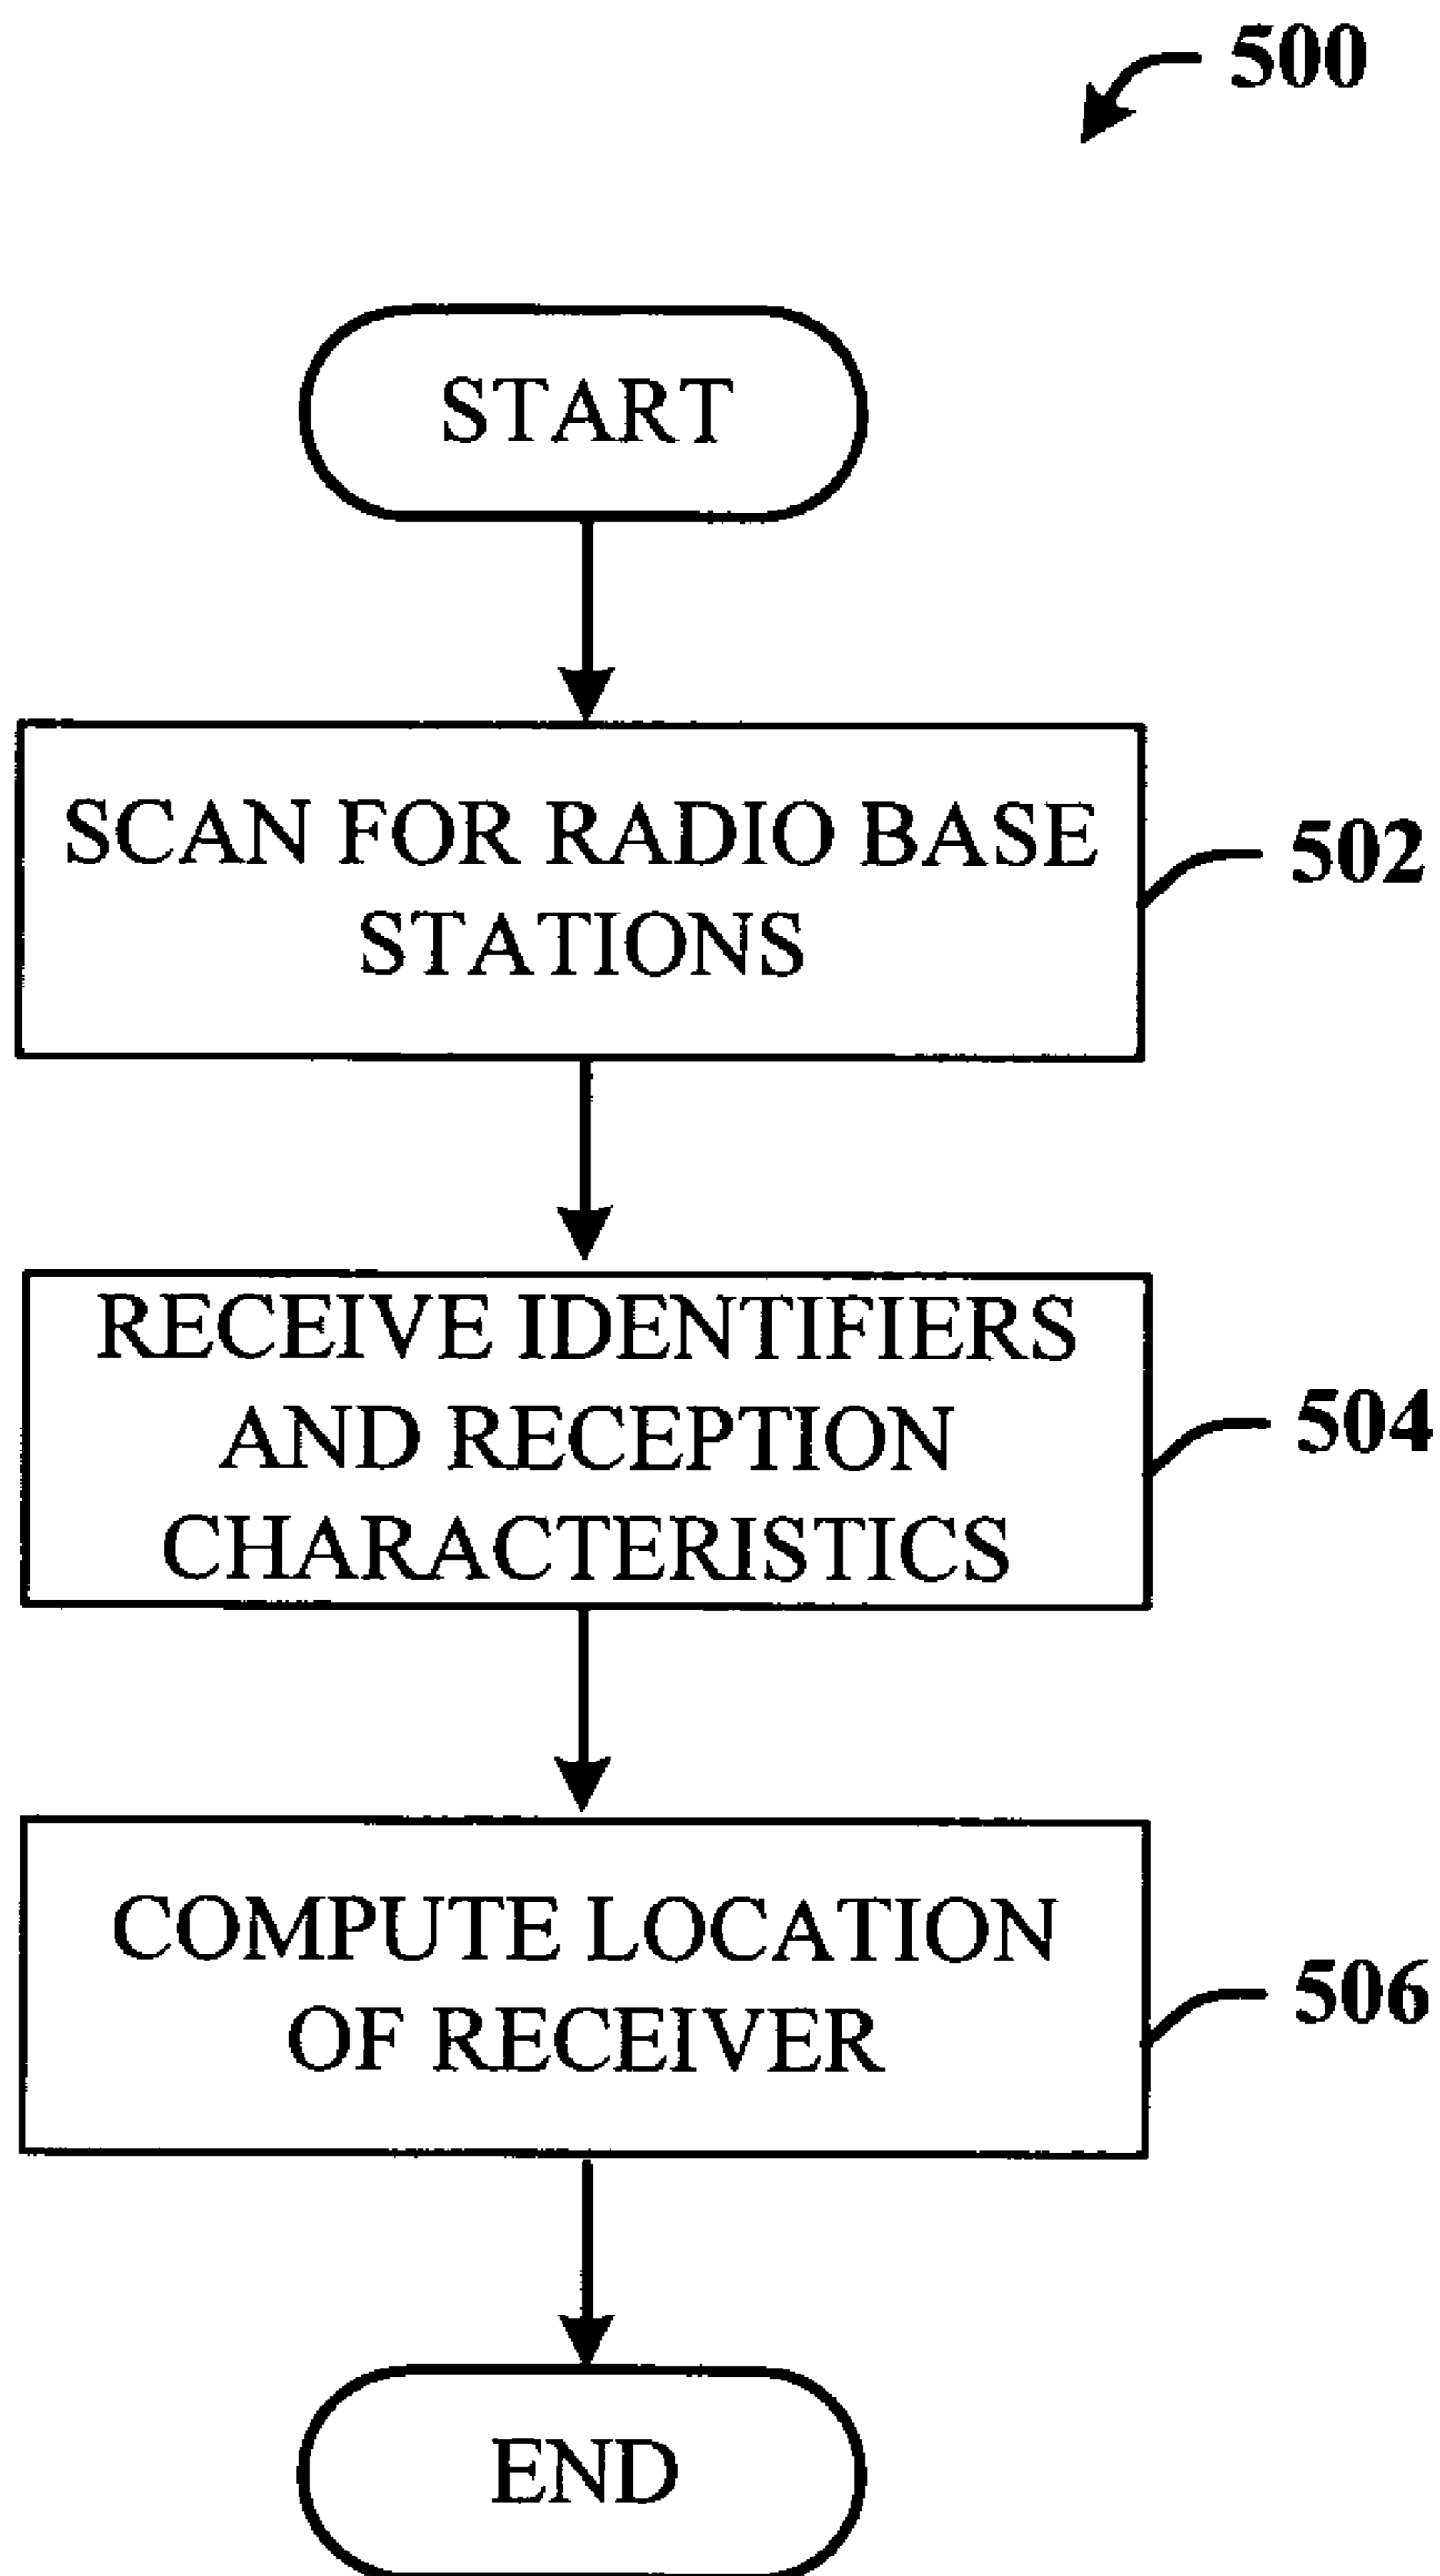 500
START
SCAN FOR RADIO BASE
STATIONS
502
RECEIVE IDENTIFIERS
AND RECEPTION
CHARACTERISTICS
504
COMPUTE LOCATION
OF RECEIVER
506
END